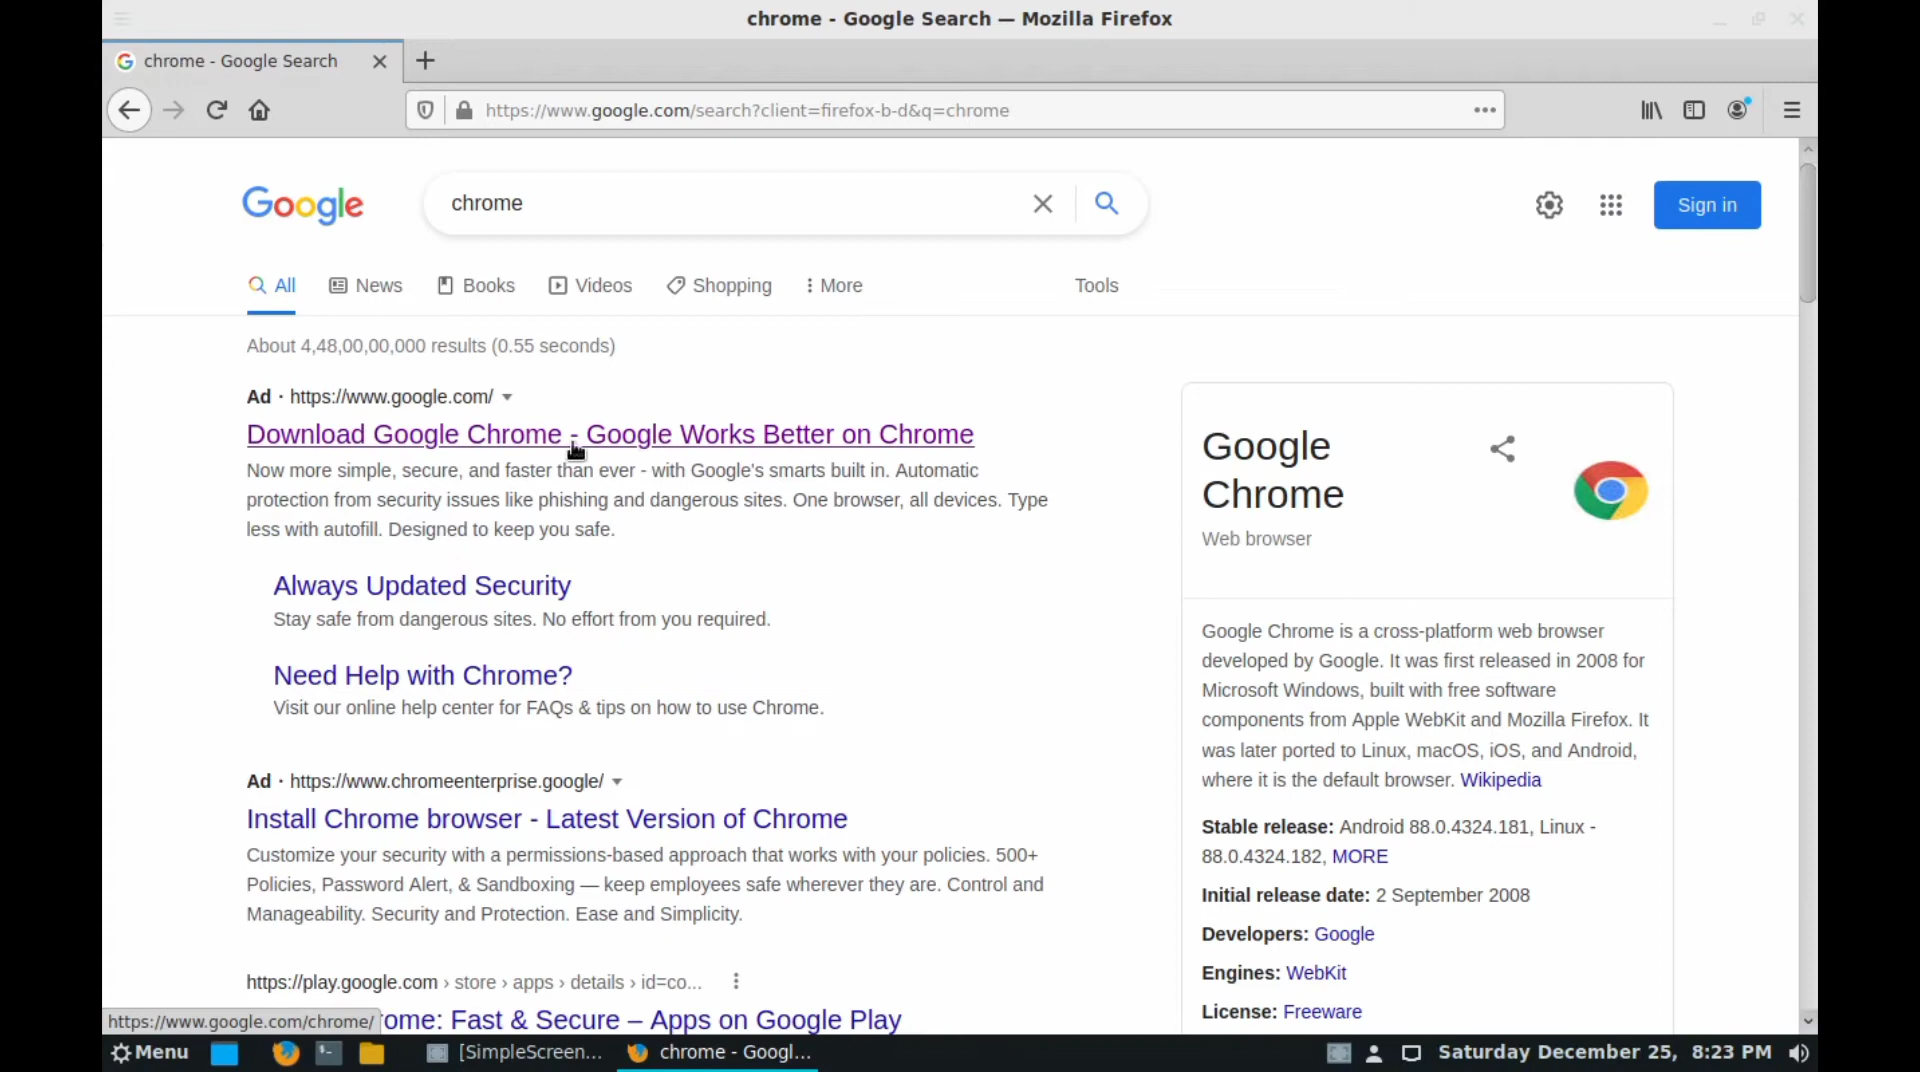 chrome - Google Search — Mozilla Firefox
chrome - Google Search
https://www.google.com/search?client=firefox-b-d&q=chrome
Google
chrome
Sign in
All
News
Books
Videos
Shopping
More
Tools
About 4,48,00,00,000 results (0.55 seconds)
Ad · https://www.google.com/
Download Google Chrome - Google Works Better on Chrome
Now more simple, secure, and faster than ever - with Google's smarts built in. Automatic
protection from security issues like phishing and dangerous sites. One browser, all devices. Type
less with autofill. Designed to keep you safe.
Always Updated Security
Stay safe from dangerous sites. No effort from you required.
Need Help with Chrome?
Visit our online help center for FAQs & tips on how to use Chrome.
Ad · https://www.chromeenterprise.google/
Install Chrome browser - Latest Version of Chrome
Customize your security with a permissions-based approach that works with your policies. 500+
Policies, Password Alert, & Sandboxing — keep employees safe wherever they are. Control and
Manageability. Security and Protection. Ease and Simplicity.
https://play.google.com › store › apps › details › id=co...
ome: Fast & Secure – Apps on Google Play
https://www.google.com/chrome/
Google
Chrome
Web browser
Google Chrome is a cross-platform web browser
developed by Google. It was first released in 2008 for
Microsoft Windows, built with free software
components from Apple WebKit and Mozilla Firefox. It
was later ported to Linux, macOS, iOS, and Android,
where it is the default browser. Wikipedia
Stable release: Android 88.0.4324.181, Linux -
88.0.4324.182, MORE
Initial release date: 2 September 2008
Developers: Google
Engines: WebKit
License: Freeware
Menu
[SimpleScreen...
chrome - Googl...
Saturday December 25, 8:23 PM